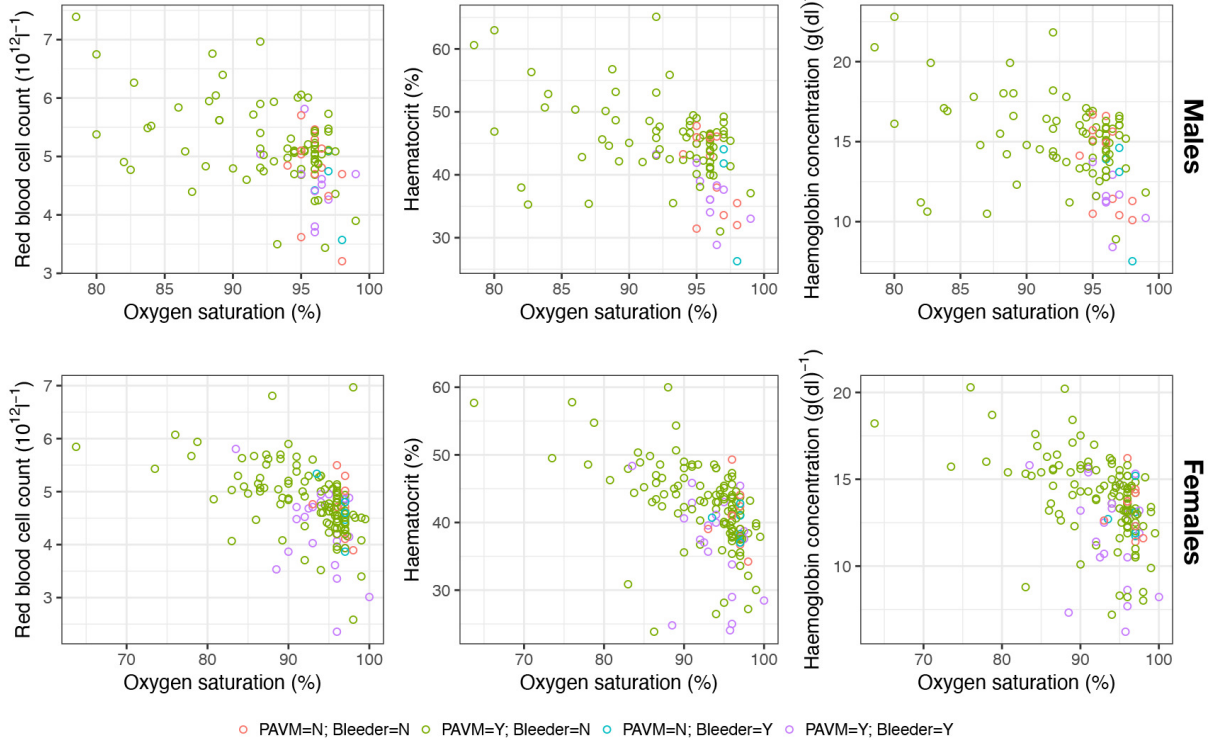 Red blood cell count (10¹²l⁻¹)
7
6
5
4
3
80 85 90 95 100
Oxygen saturation (%)
Haematocrit (%)
60
50
40
30
80 85 90 95 100
Oxygen saturation (%)
Haemoglobin concentration (g(dl)
20
15
10
80 85 90 95 100
Oxygen saturation (%)
Males
Red blood cell count (10¹²l⁻¹)
7
6
5
4
3
70 80 90 100
Oxygen saturation (%)
Haematocrit (%)
60
50
40
30
70 80 90 100
Oxygen saturation (%)
Haemoglobin concentration (g(dl)⁻¹)
20
15
10
70 80 90 100
Oxygen saturation (%)
Females
PAVM=N; Bleeder=N PAVM=Y; Bleeder=N PAVM=N; Bleeder=Y PAVM=Y; Bleeder=Y